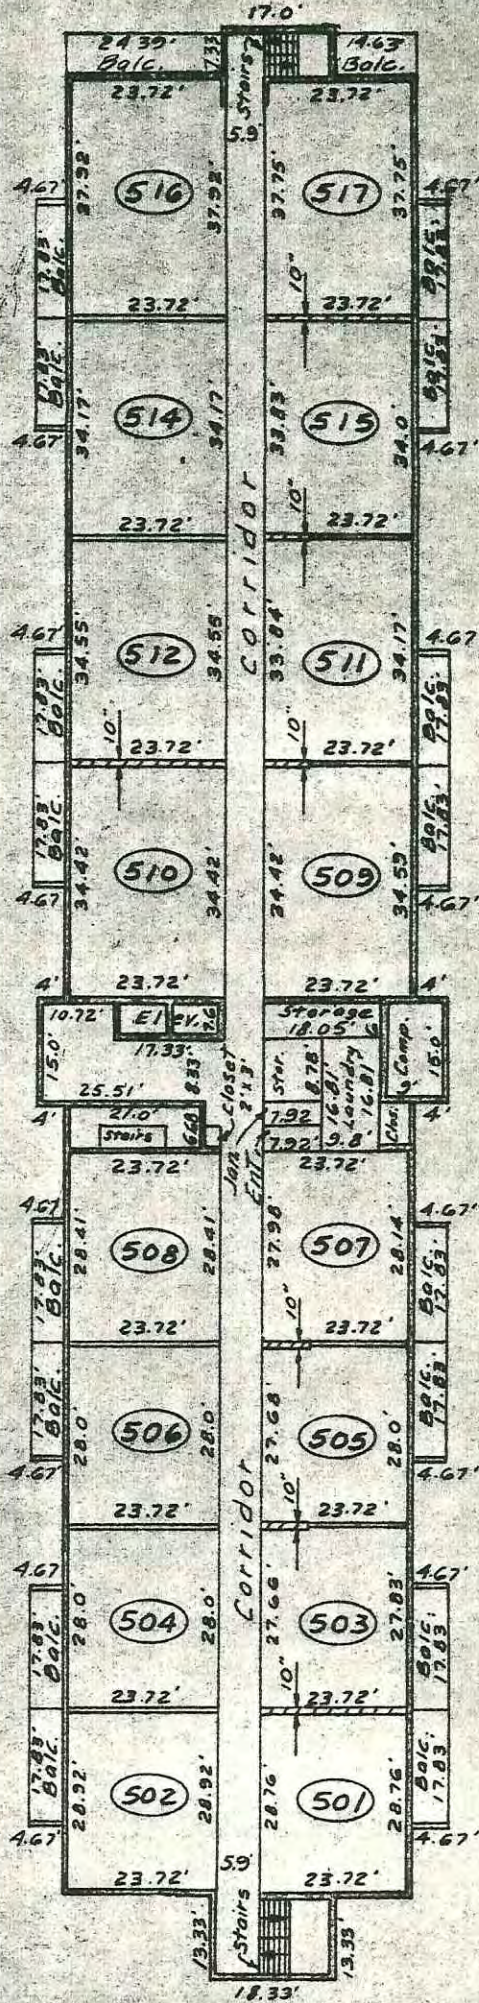 17.0'
24.39' Balc. 7.33 Stairs 14.63' Balc.
23.72' 5.9' 23.72'
4.67' 37.92' 516 37.92' 37.75' 517 37.75' 4.67'
17.83' Balc. 10" Balc.
23.72' 23.72'
17.83' Balc. 34.17' 514 34.17' 33.83' 515 34.0' Balc.
4.67' 4.67'
23.72' 10" 23.72'
Corridor
4.67' 34.55' 512 34.55' 33.84' 511 34.17' 4.67
17.83' Balc. 10" 10" Balc. 17.83'
23.72' 23.72'
17.83' Balc. 34.42' 510 34.42' 34.42' 509 34.59' Balc. 17.83'
4.67 4.67'
23.72' 23.72'
4' 4'
10.72' El ev. 7.6 Storage 18.05' 6 Comp. 15.0'
15.0' 17.33' Stor. 8.78' Laundry 16.81' 16.81'
25.51' 8.33' Closet 2'x3'
4' 21.0' 6.68 Jan. 7.92 Clos. 4'
Stairs Ent. 7.92' 9.8'
23.72' 23.72'
4.67 28.41' 508 28.41' 27.98' 507 28.14' 4.67'
17.83' Balc. 10" Balc. 17.83'
23.72' 23.72'
17.83' Balc. 28.0' 506 28.0' 27.68' 505 28.0' Balc. 17.83'
4.67' 4.67'
23.72' 10" 23.72'
Corridor
4.67 28.0' 504 28.0' 27.66' 503 27.83' 4.67'
17.83' Balc. 10" Balc. 17.83
23.72' 23.72'
17.83' Balc. 28.92' 502 28.92' 28.76' 501 28.76' Balc. 17.83
4.67' 4.67'
23.72' 5.9' 23.72'
13.33' Stairs 13.33'
18.33'